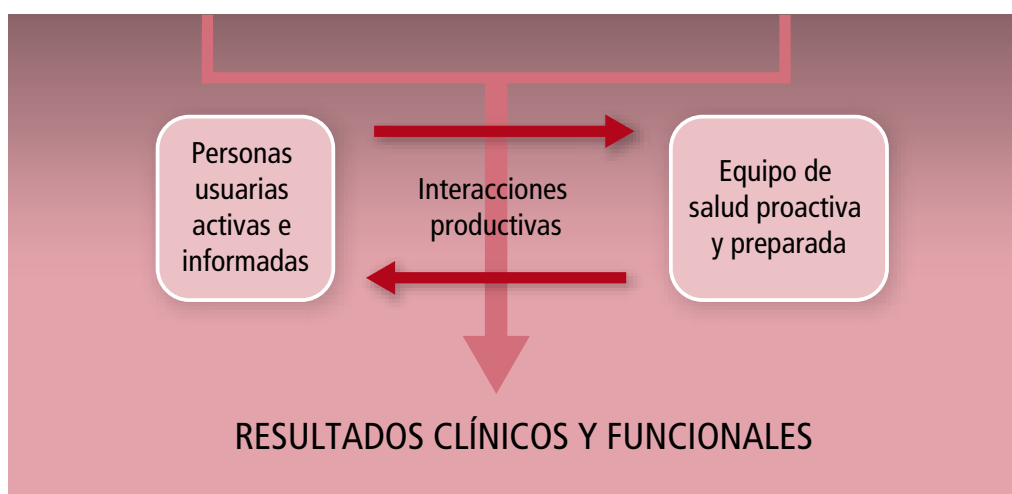 Personas
usuarias
activas e
informadas
Interacciones
productivas
Equipo de
salud proactiva
y preparada
RESULTADOS CLÍNICOS Y FUNCIONALES